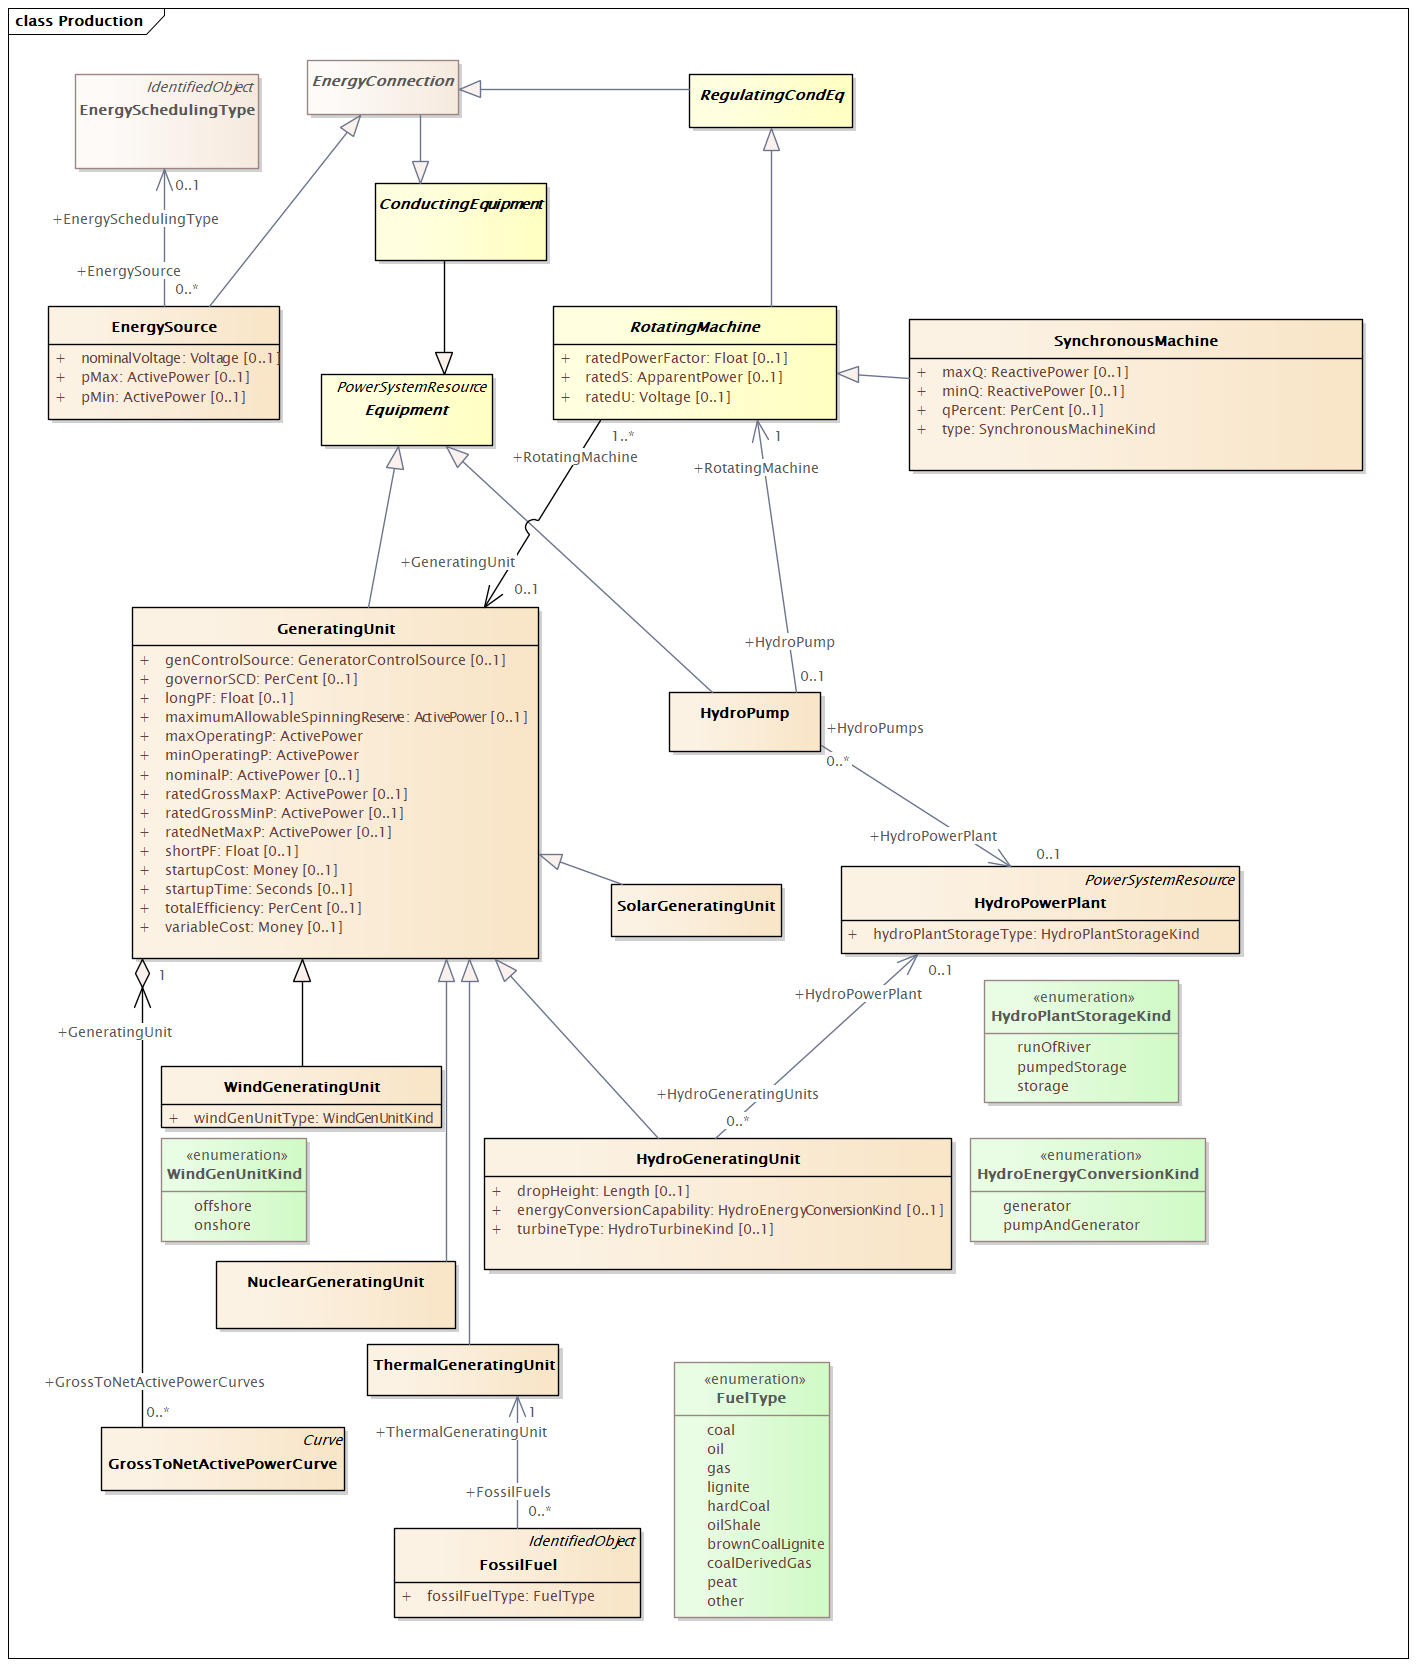 class Production
IdentifiedObject
EnergySchedulingType
EnergyConnection
RegulatingCondEq
0..1
+EnergySchedulingType
+EnergySource
0..*
ConductingEquipment
EnergySource
+ nominalVoltage: Voltage [0..1]
+ pMax: ActivePower [0..1]
+ pMin: ActivePower [0..1]
PowerSystemResource
Equipment
RotatingMachine
+ ratedPowerFactor: Float [0..1]
+ ratedS: ApparentPower [0..1]
+ ratedU: Voltage [0..1]
SynchronousMachine
+ maxQ: ReactivePower [0..1]
+ minQ: ReactivePower [0..1]
+ qPercent: PerCent [0..1]
+ type: SynchronousMachineKind
1..*
+RotatingMachine
1
+RotatingMachine
+GeneratingUnit
0..1
+HydroPump
0..1
GeneratingUnit
+ genControlSource: GeneratorControlSource [0..1]
+ governorSCD: PerCent [0..1]
+ longPF: Float [0..1]
+ maximumAllowableSpinningReserve: ActivePower [0..1]
+ maxOperatingP: ActivePower
+ minOperatingP: ActivePower
+ nominalP: ActivePower [0..1]
+ ratedGrossMaxP: ActivePower [0..1]
+ ratedGrossMinP: ActivePower [0..1]
+ ratedNetMaxP: ActivePower [0..1]
+ shortPF: Float [0..1]
+ startupCost: Money [0..1]
+ startupTime: Seconds [0..1]
+ totalEfficiency: PerCent [0..1]
+ variableCost: Money [0..1]
HydroPump
+HydroPumps
0..*
+HydroPowerPlant
0..1
SolarGeneratingUnit
PowerSystemResource
HydroPowerPlant
+ hydroPlantStorageType: HydroPlantStorageKind
1
+GeneratingUnit
0..1
+HydroPowerPlant
«enumeration»
HydroPlantStorageKind
runOfRiver
pumpedStorage
storage
WindGeneratingUnit
+ windGenUnitType: WindGenUnitKind
+HydroGeneratingUnits
0..*
«enumeration»
WindGenUnitKind
offshore
onshore
HydroGeneratingUnit
+ dropHeight: Length [0..1]
+ energyConversionCapability: HydroEnergyConversionKind [0..1]
+ turbineType: HydroTurbineKind [0..1]
«enumeration»
HydroEnergyConversionKind
generator
pumpAndGenerator
NuclearGeneratingUnit
ThermalGeneratingUnit
+GrossToNetActivePowerCurves
0..*
Curve
GrossToNetActivePowerCurve
1
+ThermalGeneratingUnit
+FossilFuels
0..*
IdentifiedObject
FossilFuel
+ fossilFuelType: FuelType
«enumeration»
FuelType
coal
oil
gas
lignite
hardCoal
oilShale
brownCoalLignite
coalDerivedGas
peat
other